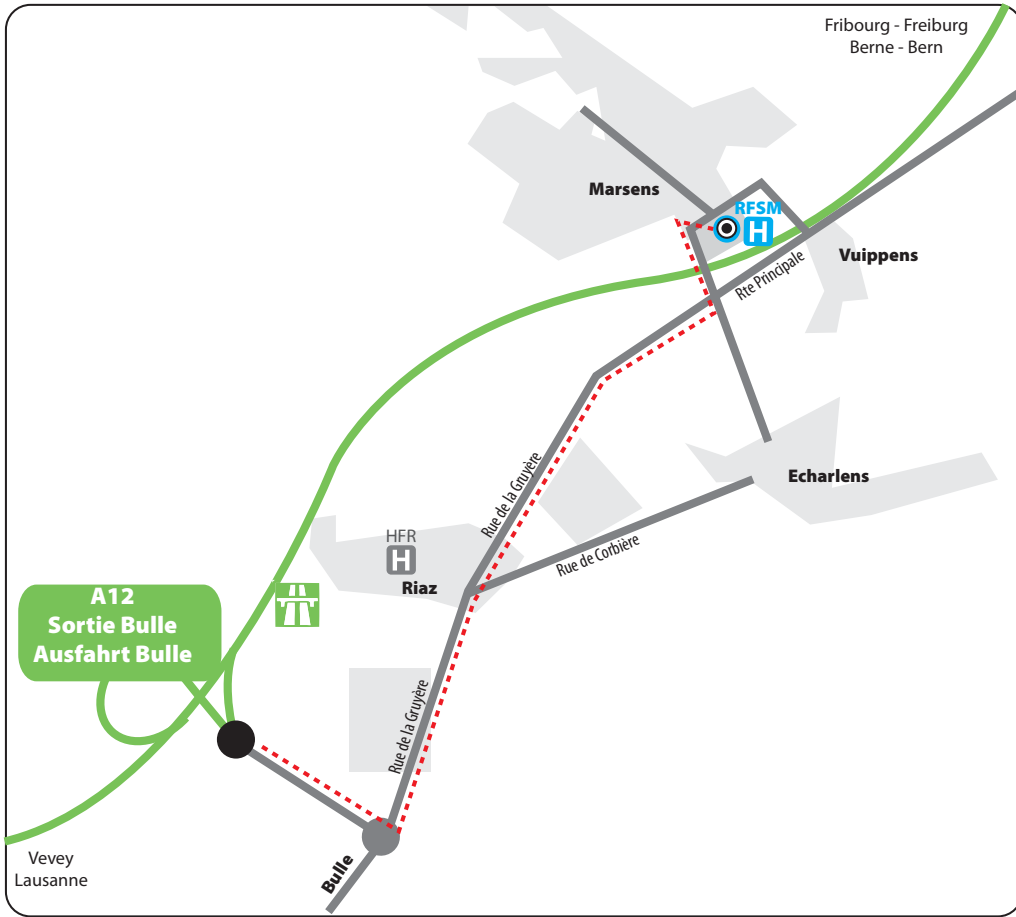 Fribourg - Freiburg
Berne - Bern
Marsens
RFSM
H
Vuippens
Rte Principale
Echarlens
Rue de la Gruyère
Rue de Corbière
HFR
H
Riaz
A12
Sortie Bulle
Ausfahrt Bulle
Rue de la Gruyère
Bulle
Vevey
Lausanne